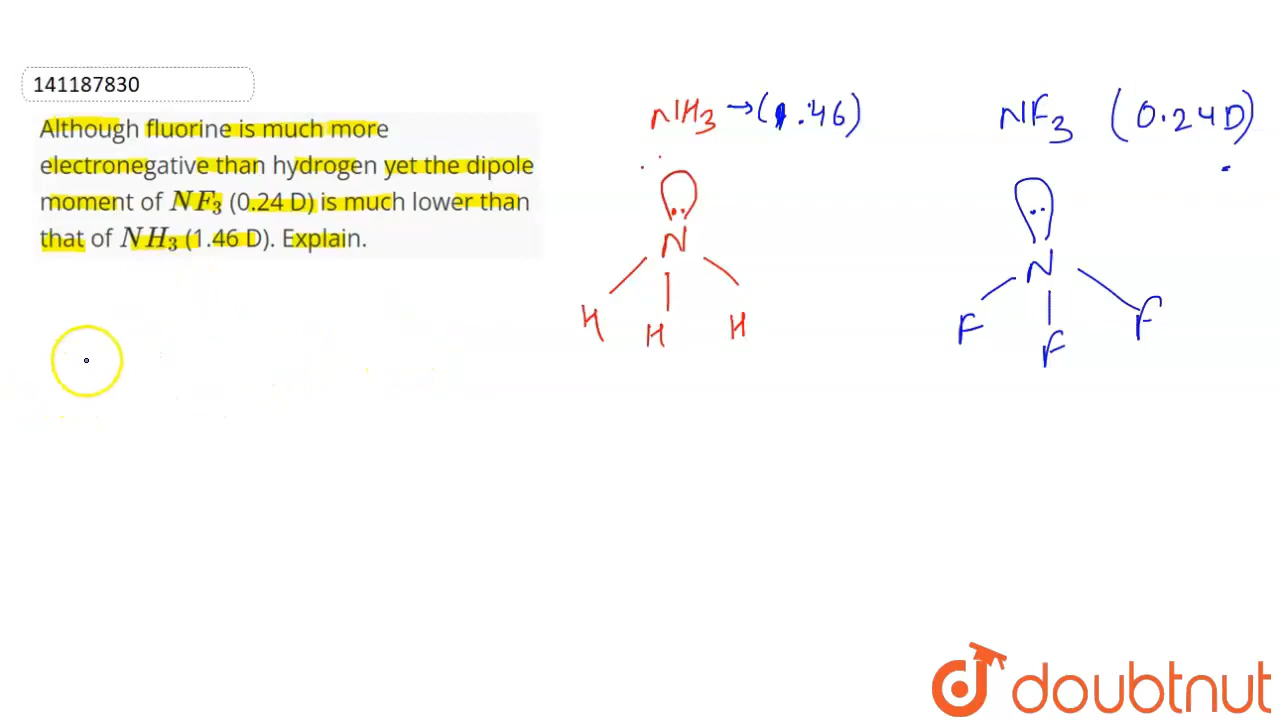 141187830
Although fluorine is much more
electronegative than hydrogen yet the dipole
moment of NF₃ (0.24 D) is much lower than
that of NH₃ (1.46 D). Explain.
NH₃ → (1.46)
N
H H H
NF₃ (0.24D)
N
F F F
doubtnut